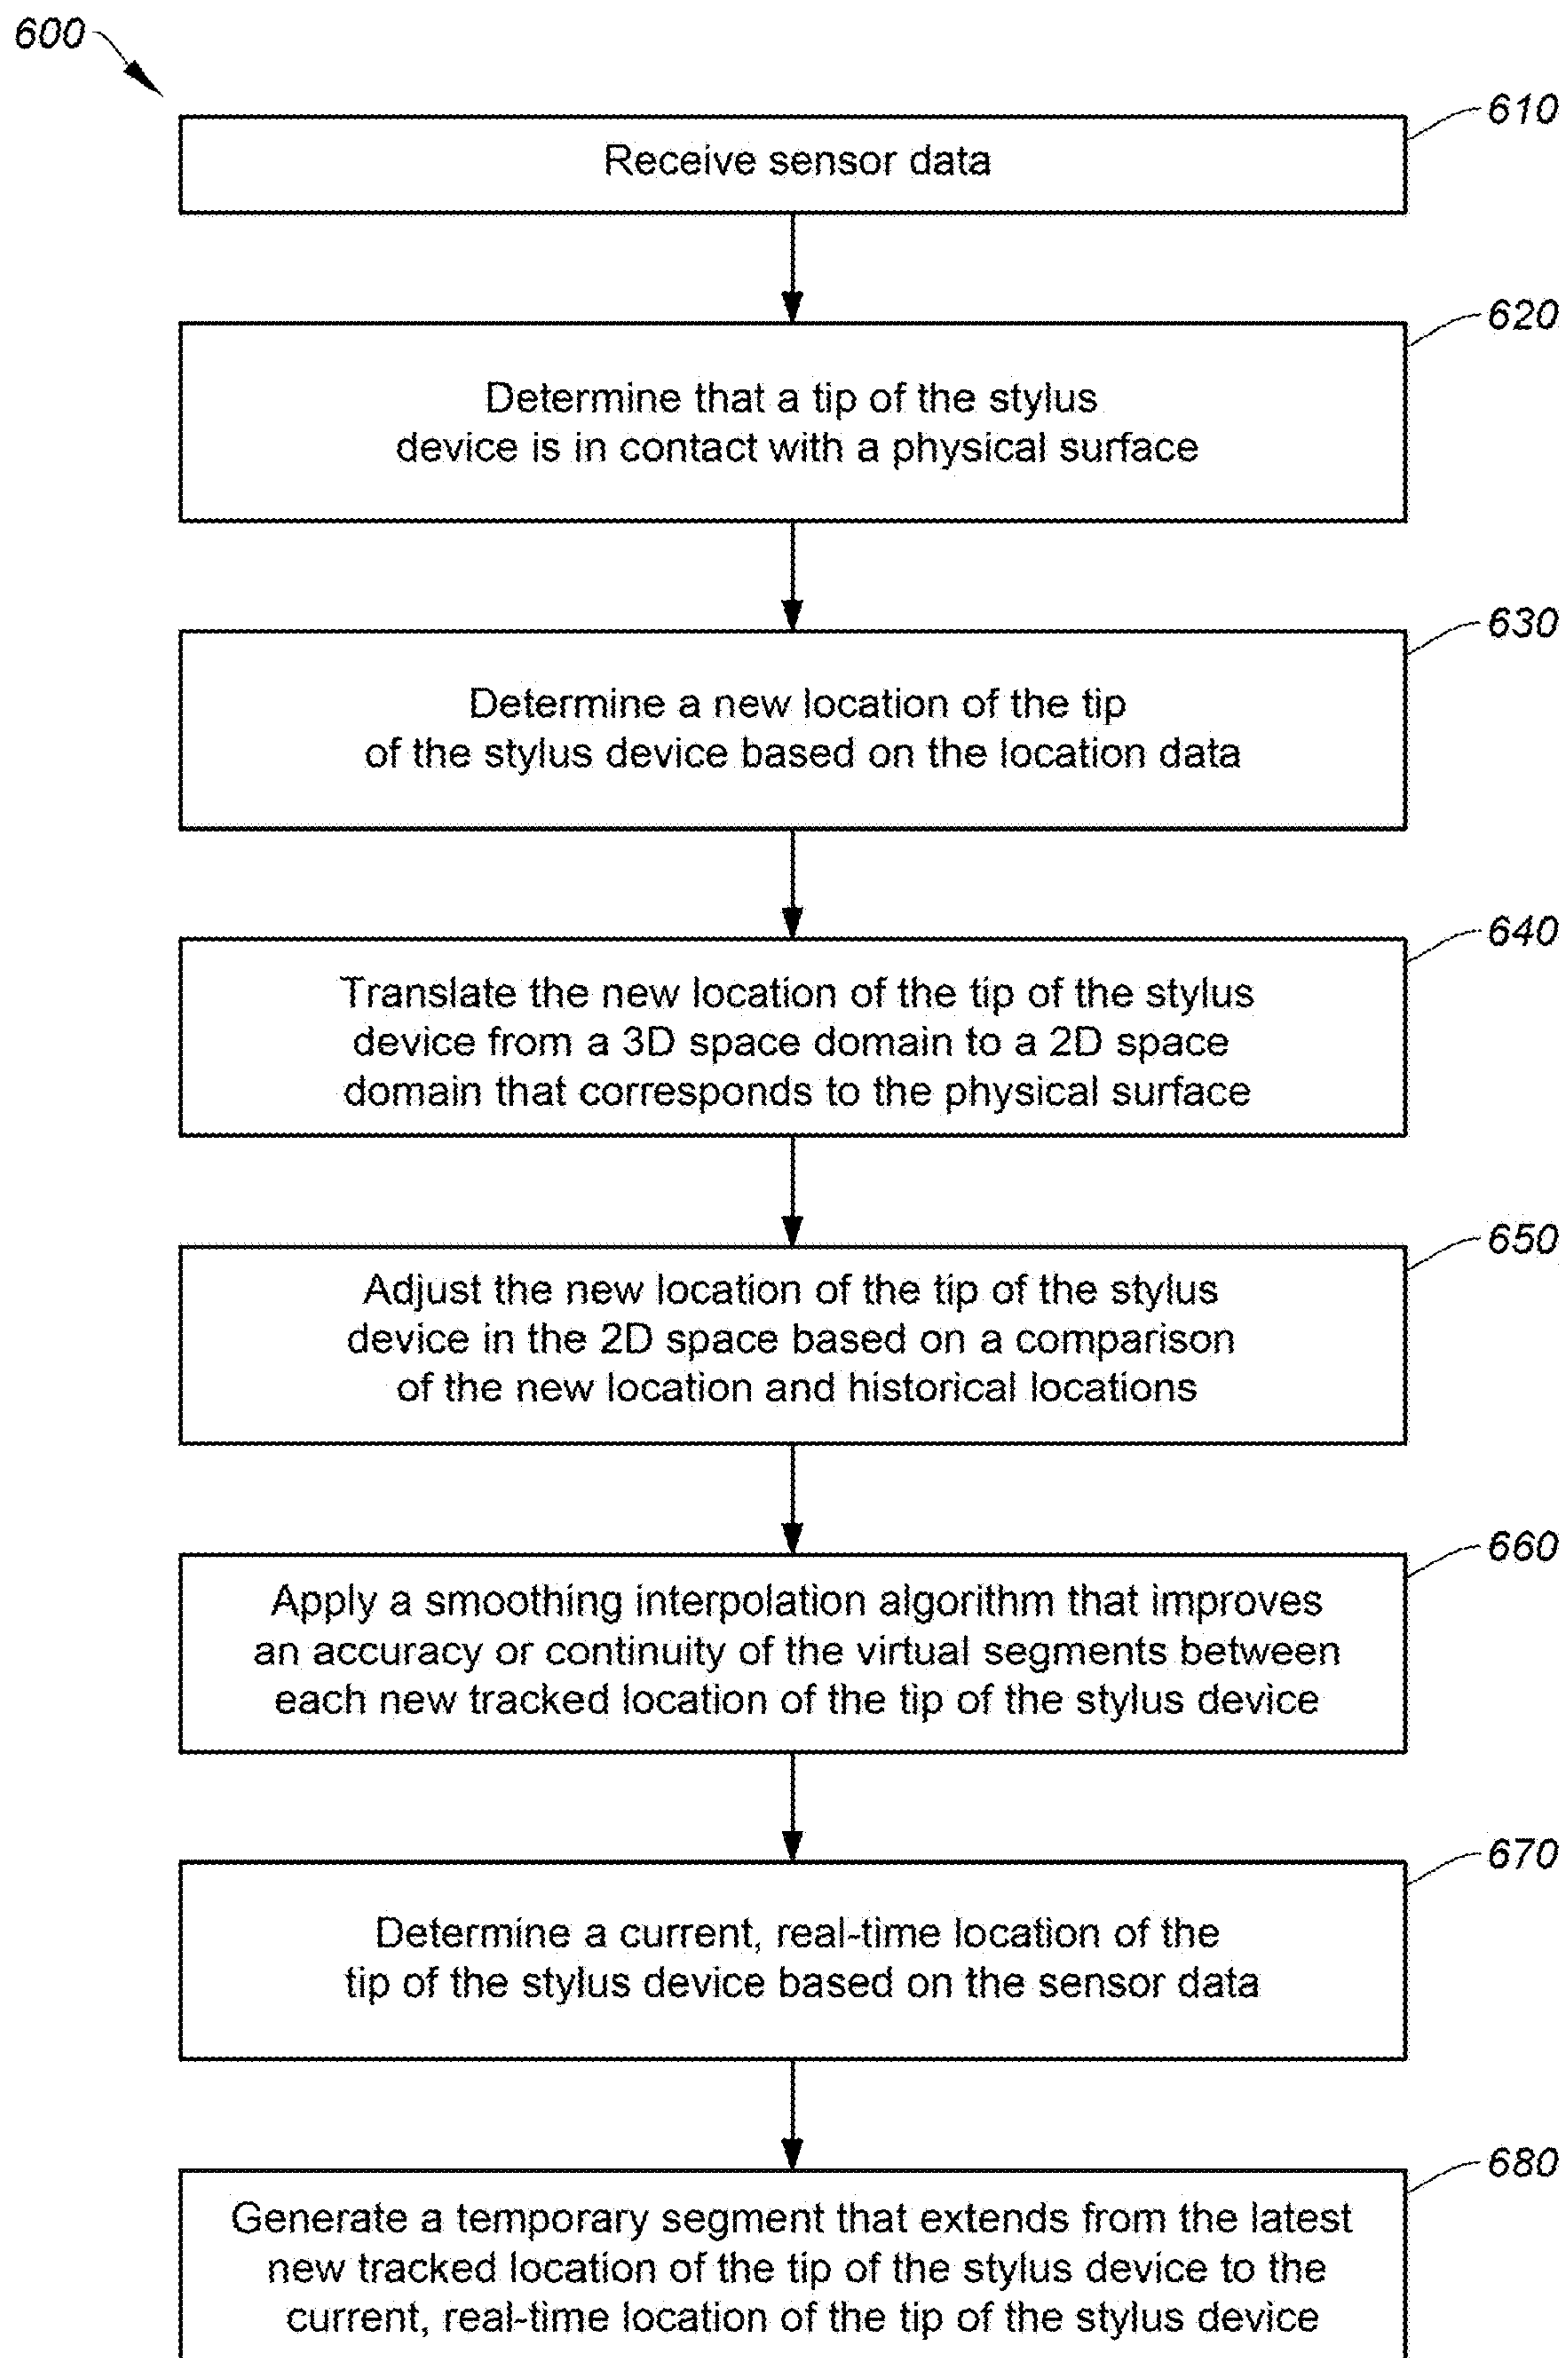 600
610
Receive sensor data
620
Determine that a tip of the stylus
device is in contact with a physical surface
630
Determine a new location of the tip
of the stylus device based on the location data
640
Translate the new location of the tip of the stylus
device from a 3D space domain to a 2D space
domain that corresponds to the physical surface
650
Adjust the new location of the tip of the stylus
device in the 2D space based on a comparison
of the new location and historical locations
660
Apply a smoothing interpolation algorithm that improves
an accuracy or continuity of the virtual segments between
each new tracked location of the tip of the stylus device
670
Determine a current, real-time location of the
tip of the stylus device based on the sensor data
680
Generate a temporary segment that extends from the latest
new tracked location of the tip of the stylus device to the
current, real-time location of the tip of the stylus device